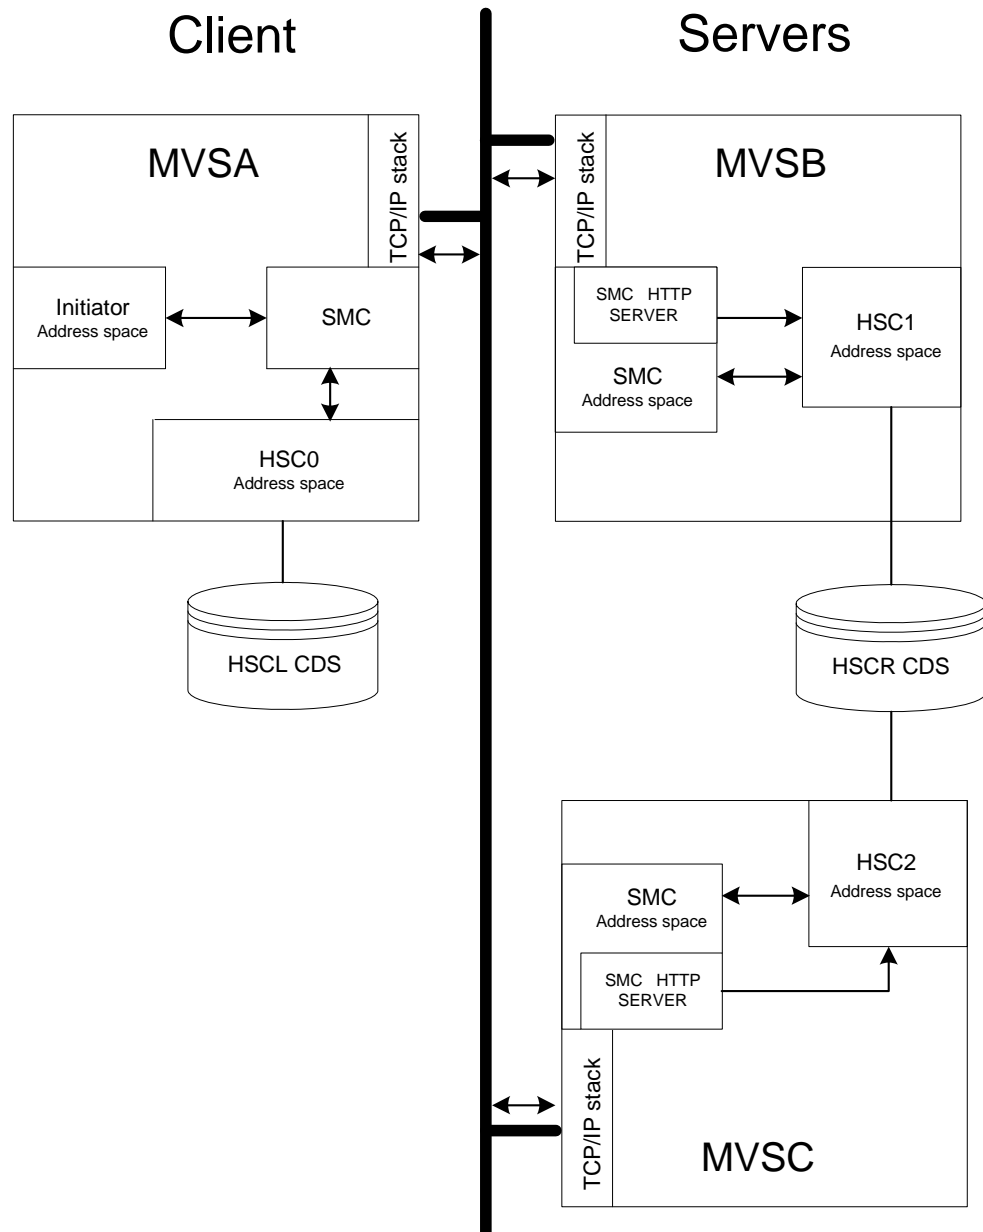 Client
Servers
MVSA
TCP/IP stack
Initiator
Address space
SMC
HSC0
Address space
HSCL CDS
MVSB
TCP/IP stack
SMC HTTP
SERVER
SMC
Address space
HSC1
Address space
HSCR CDS
HSC2
Address space
SMC
Address space
SMC HTTP
SERVER
TCP/IP stack
MVSC